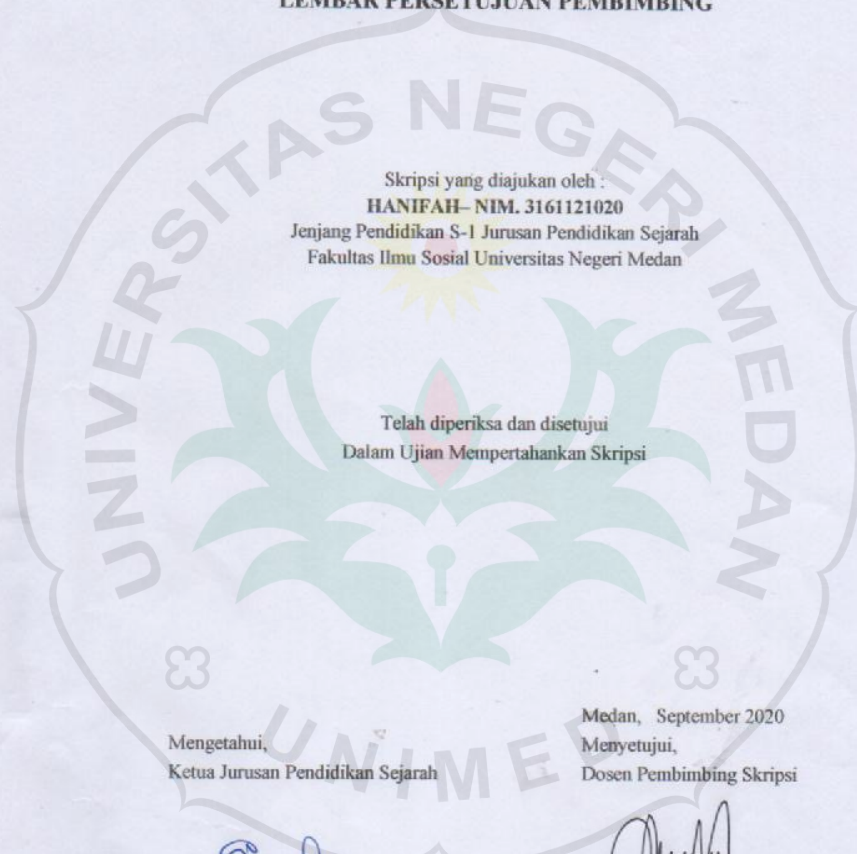 LEMBAR PERSETUJUAN PEMBIMBING
UNIVERSITAS NEGERI MEDAN
Skripsi yang diajukan oleh :
HANIFAH– NIM. 3161121020
Jenjang Pendidikan S-1 Jurusan Pendidikan Sejarah
Fakultas Ilmu Sosial Universitas Negeri Medan
Telah diperiksa dan disetujui
Dalam Ujian Mempertahankan Skripsi
Medan, September 2020
Mengetahui,
Menyetujui,
Ketua Jurusan Pendidikan Sejarah
Dosen Pembimbing Skripsi
UNIMED